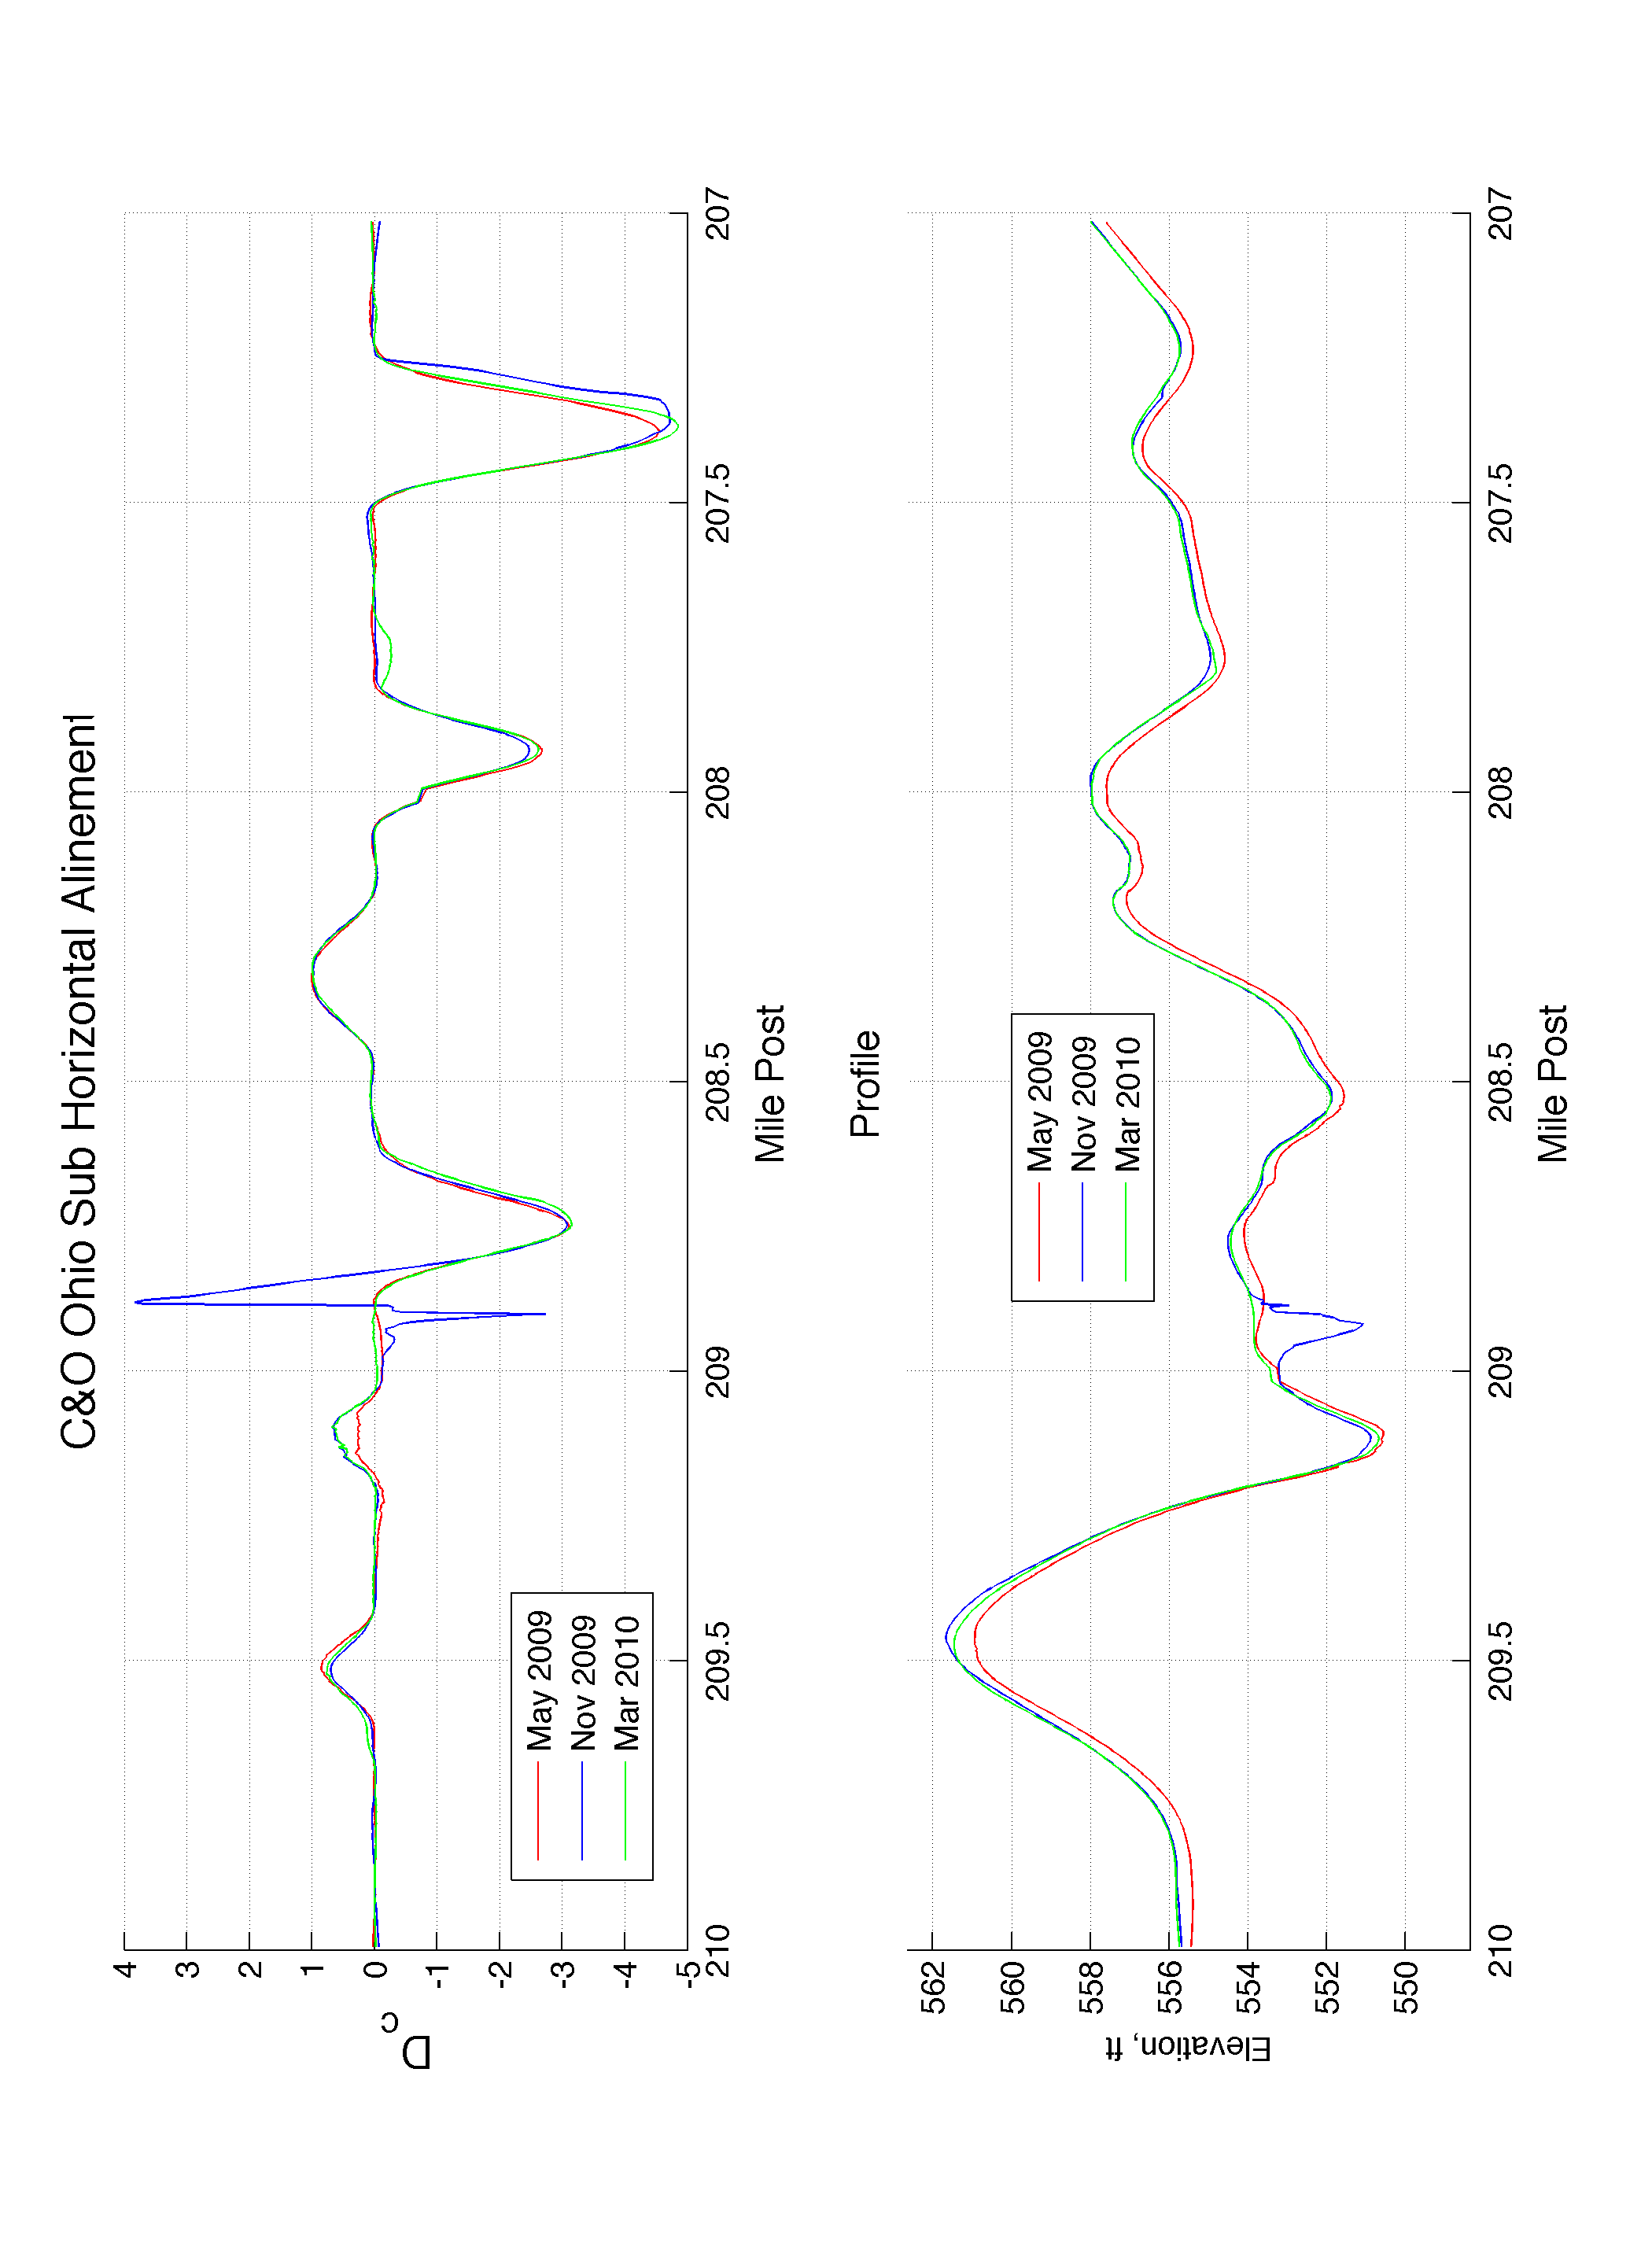 C&O Ohio Sub Horizontal Alinement
4
3
2
1
0
-1
-2
-3
-4
-5
Dc
May 2009
Nov 2009
Mar 2010
210 209.5 209 208.5 208 207.5 207
Mile Post
Profile
562
560
558
556
554
552
550
Elevation, ft
May 2009
Nov 2009
Mar 2010
210 209.5 209 208.5 208 207.5 207
Mile Post